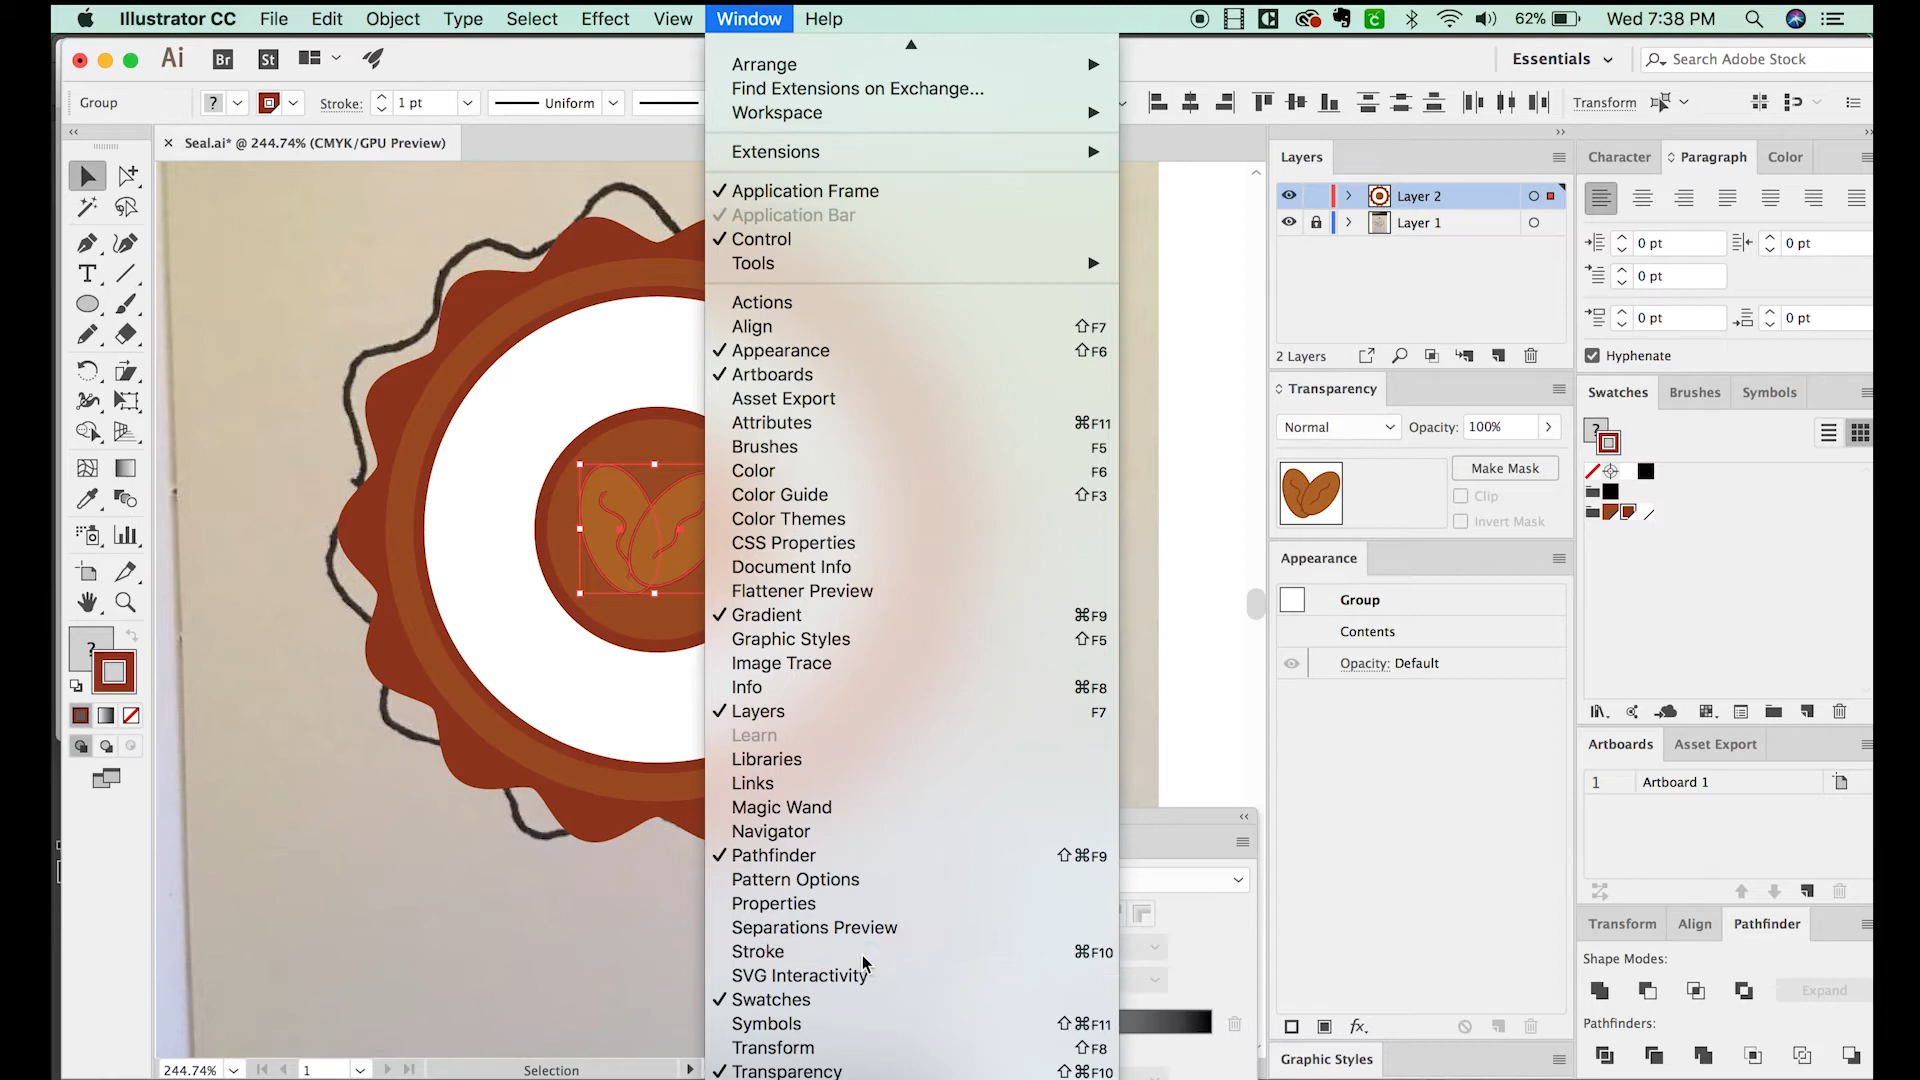 Illustrator CC File Edit Object Type Select Effect View Window Help 62% Wed 7:38 PM
Ai Br St Essentials Search Adobe Stock
Group ? Stroke: 1 pt Uniform Transform
Seal.ai* @ 244.74% (CMYK/GPU Preview)
Arrange
Find Extensions on Exchange...
Workspace
Extensions
Application Frame
Application Bar
Control
Tools
Actions
Align ⇧F7
Appearance ⇧F6
Artboards
Asset Export
Attributes ⌘F11
Brushes F5
Color F6
Color Guide ⇧F3
Color Themes
CSS Properties
Document Info
Flattener Preview
Gradient ⌘F9
Graphic Styles ⇧F5
Image Trace
Info ⌘F8
Layers F7
Learn
Libraries
Links
Magic Wand
Navigator
Pathfinder ⇧⌘F9
Pattern Options
Properties
Separations Preview
Stroke ⌘F10
SVG Interactivity
Swatches
Symbols ⇧⌘F11
Transform ⇧F8
Transparency ⇧⌘F10
?
244.74% 1 Selection
Layers
Layer 2
Layer 1
2 Layers
Transparency
Normal Opacity: 100%
Make Mask
Clip
Invert Mask
Appearance
Group
Contents
Opacity: Default
fx.
Graphic Styles
Character Paragraph Color
0 pt 0 pt
0 pt
0 pt 0 pt
Hyphenate
Swatches Brushes Symbols
?
Artboards Asset Export
1 Artboard 1
Transform Align Pathfinder
Shape Modes:
Expand
Pathfinders: